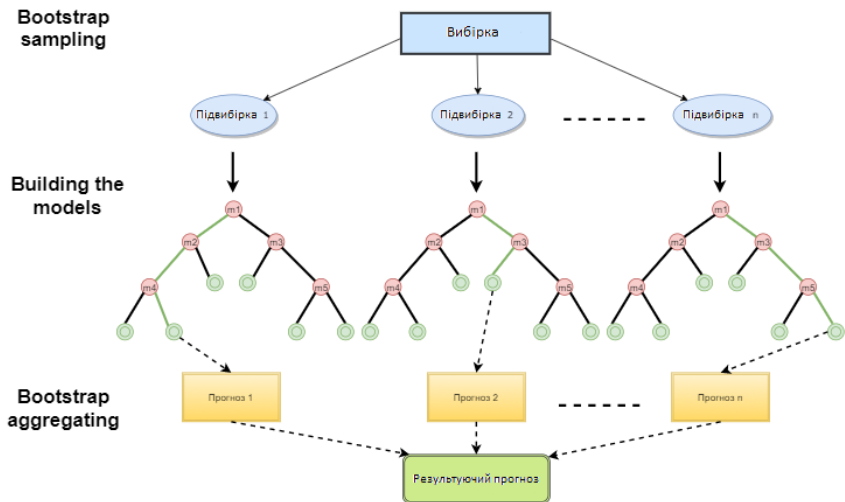 Bootstrap
sampling
Вибірка
Підвибірка 1
Підвибірка 2
Підвибірка n
Building the
models
m1
m1
m1
m2
m3
m2
m3
m2
m3
m4
m5
m4
m5
m4
m5
Bootstrap
aggregating
Прогноз 1
Прогноз 2
Прогноз n
Результуючий прогноз